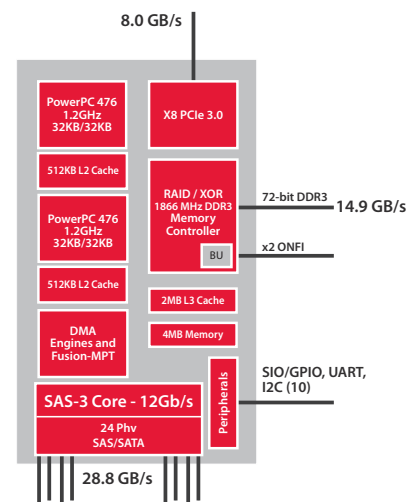 8.0 GB/s
PowerPC 476
1.2GHz
32KB/32KB
X8 PCIe 3.0
512KB L2 Cache
RAID / XOR
1866 MHz DDR3
Memory
Controller
BU
72-bit DDR3
14.9 GB/s
x2 ONFI
PowerPC 476
1.2GHz
32KB/32KB
512KB L2 Cache
2MB L3 Cache
DMA
Engines and
Fusion-MPT
4MB Memory
Peripherals
SIO/GPIO, UART,
I2C (10)
SAS-3 Core - 12Gb/s
24 Phv
SAS/SATA
28.8 GB/s